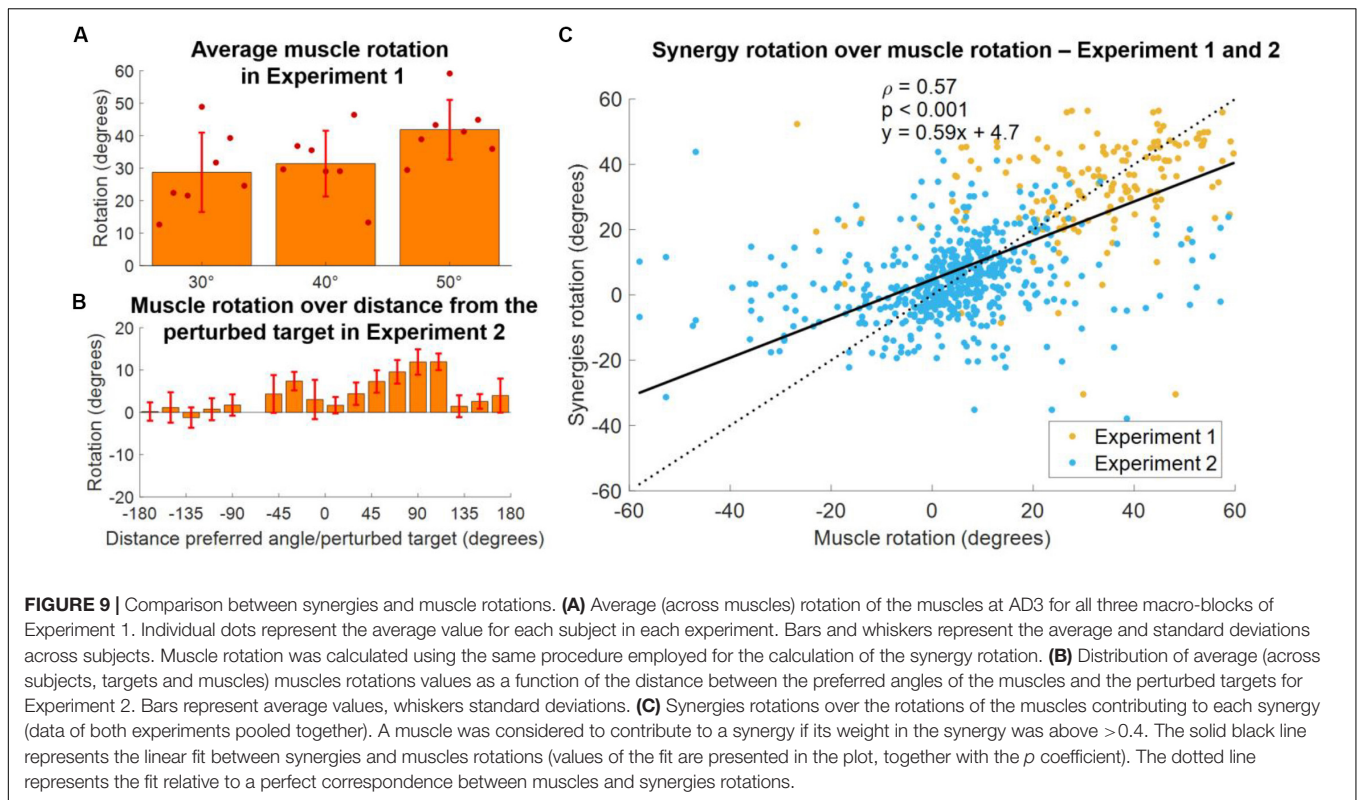 A
Average muscle rotation
in Experiment 1
60
50
40
30
20
10
0
Rotation (degrees)
30°
40°
50°
B
Muscle rotation over distance from the
perturbed target in Experiment 2
20
10
0
-10
-20
Rotation (degrees)
-180
-135
-90
-45
0
45
90
135
180
Distance preferred angle/perturbed target (degrees)
C
Synergy rotation over muscle rotation – Experiment 1 and 2
ρ = 0.57
p < 0.001
y = 0.59x + 4.7
60
40
20
0
-20
-40
-60
Synergies rotation (degrees)
Experiment 1
Experiment 2
-60
-40
-20
0
20
40
60
Muscle rotation (degrees)
FIGURE 9 | Comparison between synergies and muscle rotations. (A) Average (across muscles) rotation of the muscles at AD3 for all three macro-blocks of
Experiment 1. Individual dots represent the average value for each subject in each experiment. Bars and whiskers represent the average and standard deviations
across subjects. Muscle rotation was calculated using the same procedure employed for the calculation of the synergy rotation. (B) Distribution of average (across
subjects, targets and muscles) muscles rotations values as a function of the distance between the preferred angles of the muscles and the perturbed targets for
Experiment 2. Bars represent average values, whiskers standard deviations. (C) Synergies rotations over the rotations of the muscles contributing to each synergy
(data of both experiments pooled together). A muscle was considered to contribute to a synergy if its weight in the synergy was above >0.4. The solid black line
represents the linear fit between synergies and muscles rotations (values of the fit are presented in the plot, together with the p coefficient). The dotted line
represents the fit relative to a perfect correspondence between muscles and synergies rotations.